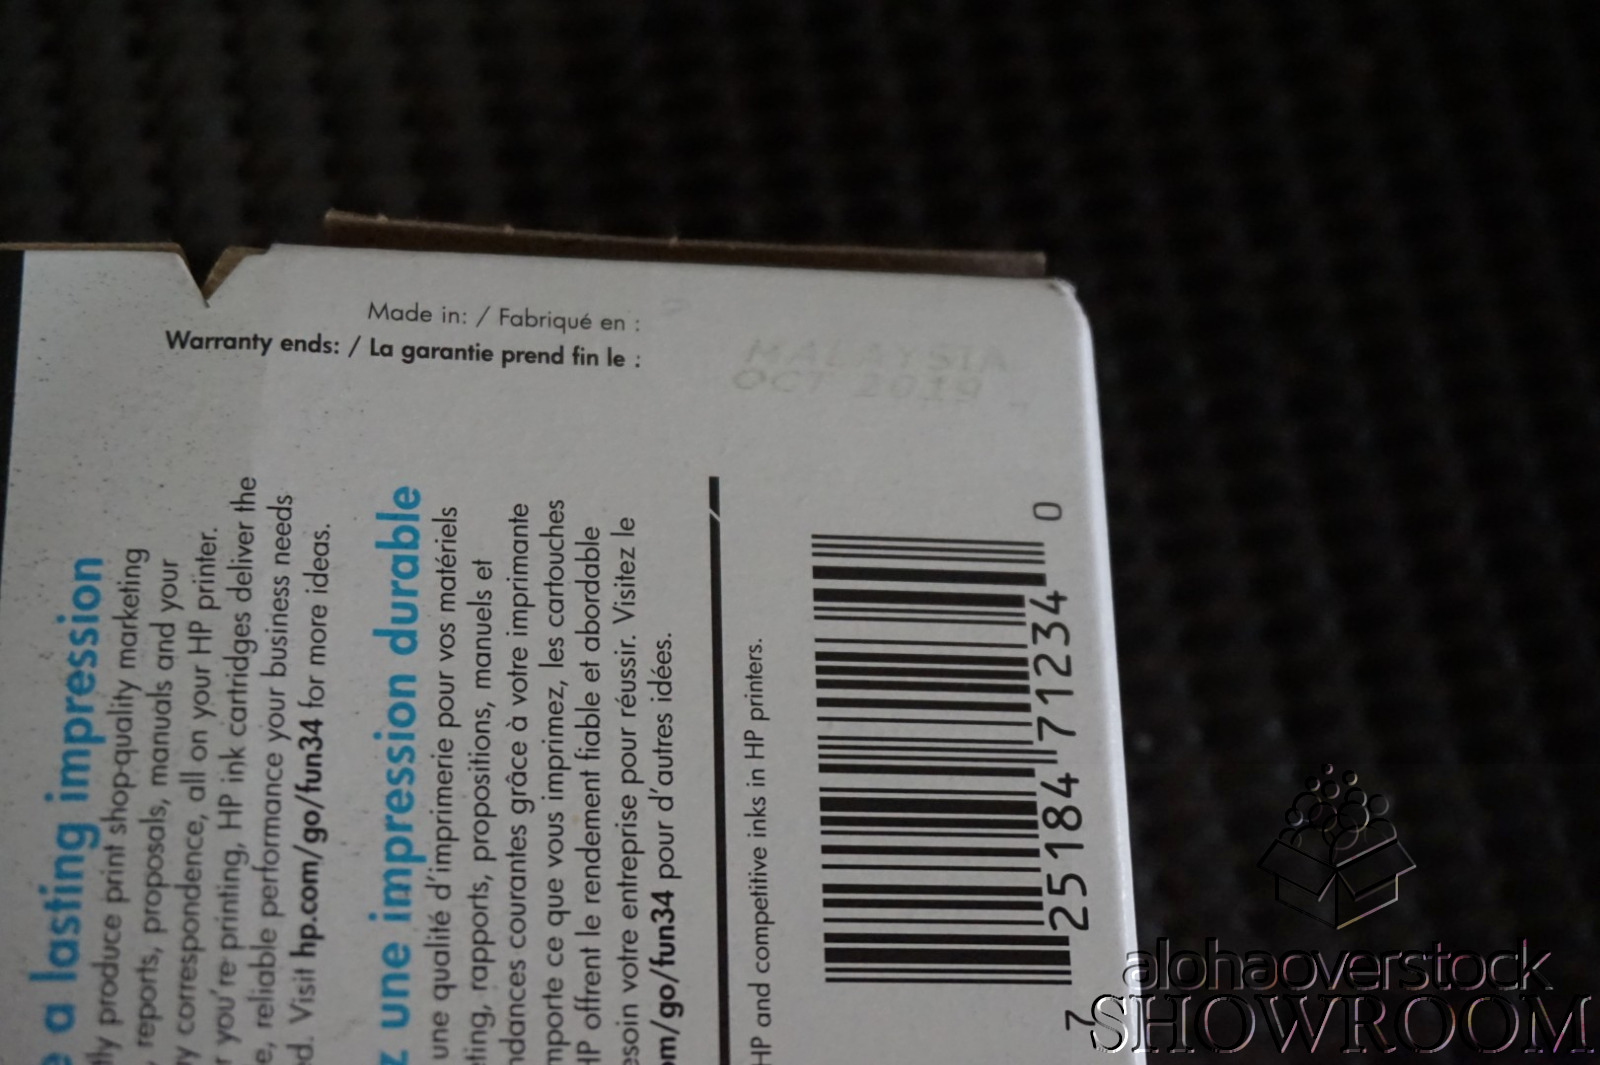 Made in: / Fabriqué en :
MALAYSIA
Warranty ends: / La garantie prend fin le :
OCT 2019
a lasting impression
produce print shop-quality marketing
reports, proposals, manuals and your
correspondence, all on your HP printer.
you're printing, HP ink cartridges deliver the
reliable performance your business needs
Visit hp.com/go/fun34 for more ideas.
une impression durable
une qualité d'imprimerie pour vos matériels
rapports, propositions, manuels et
courantes grâce à votre imprimante
ce que vous imprimez, les cartouches
HP offrent le rendement fiable et abordable
votre entreprise pour réussir. Visitez le
/go/fun34 pour d'autres idées.
HP and competitive inks in HP printers.
7 25184 71234 0
alohaoverstock
SHOWROOM